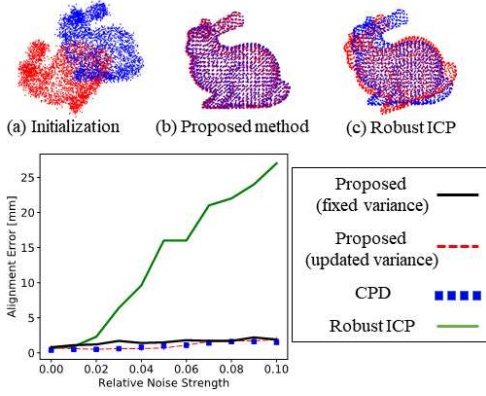 (a) Initialization (b) Proposed method (c) Robust ICP
Alignment Error [mm]
25
20
15
10
5
0
0.00 0.02 0.04 0.06 0.08 0.10
Relative Noise Strength
Proposed
(fixed variance)
Proposed
(updated variance)
CPD
Robust ICP